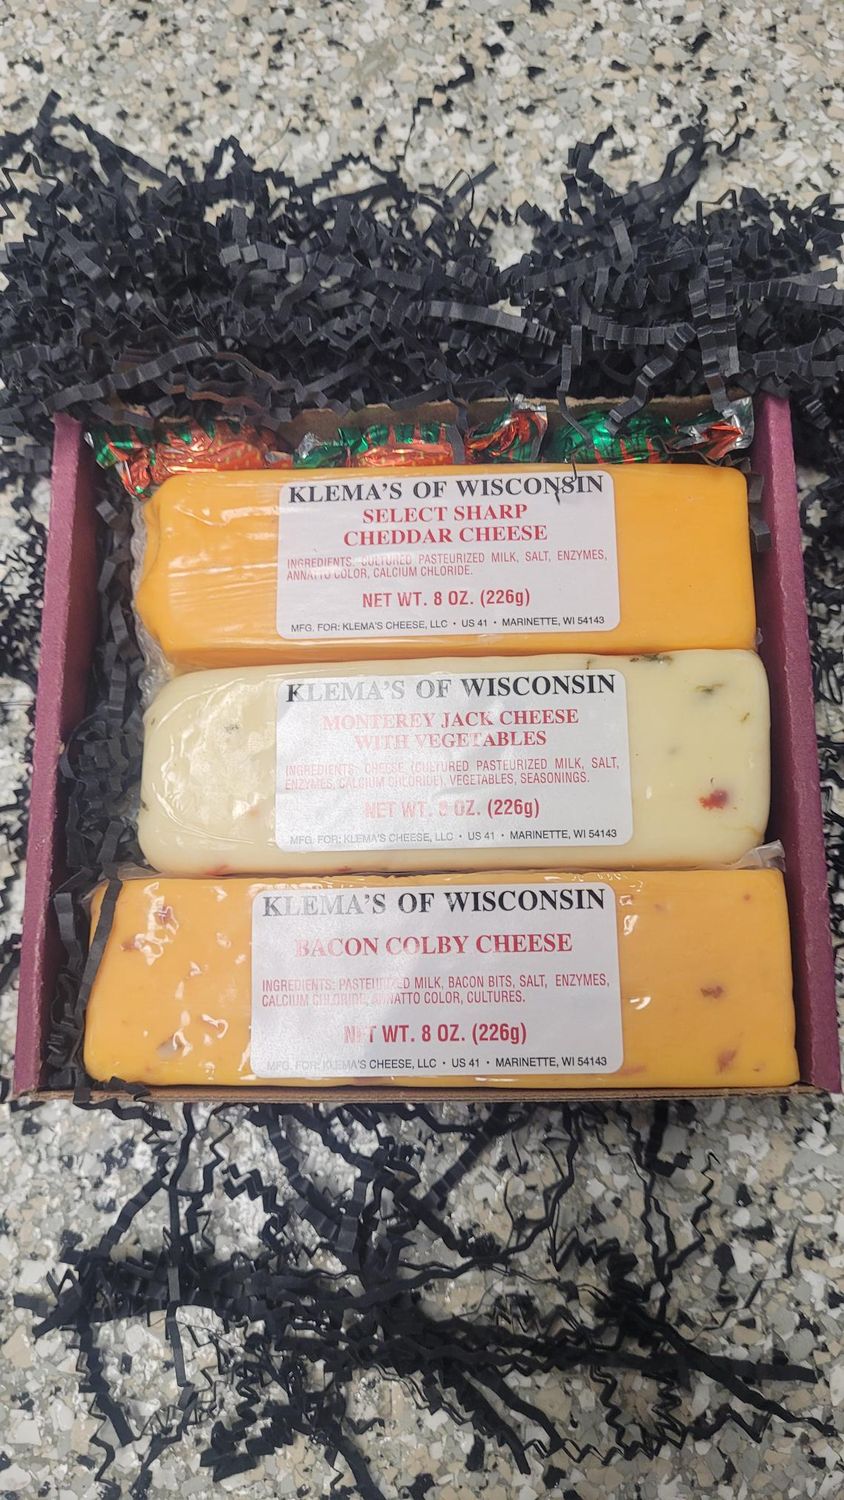 KLEMA'S OF WISCONSIN
SELECT SHARP
CHEDDAR CHEESE
INGREDIENTS: CULTURED PASTEURIZED MILK, SALT, ENZYMES,
ANNATTO COLOR, CALCIUM CHLORIDE.
NET WT. 8 OZ. (226g)
MFG. FOR: KLEMA'S CHEESE, LLC • US 41 • MARINETTE, WI 54143
KLEMA'S OF WISCONSIN
MONTEREY JACK CHEESE
WITH VEGETABLES
INGREDIENTS: CHEESE (CULTURED PASTEURIZED MILK, SALT,
ENZYMES, CALCIUM CHLORIDE), VEGETABLES, SEASONINGS.
NET WT. 8 OZ. (226g)
MFG. FOR: KLEMA'S CHEESE, LLC • US 41 • MARINETTE, WI 54143
KLEMA'S OF WISCONSIN
BACON COLBY CHEESE
INGREDIENTS: PASTEURIZED MILK, BACON BITS, SALT, ENZYMES,
CALCIUM CHLORIDE, ANNATTO COLOR, CULTURES.
NET WT. 8 OZ. (226g)
MFG. FOR: KLEMA'S CHEESE, LLC • US 41 • MARINETTE, WI 54143